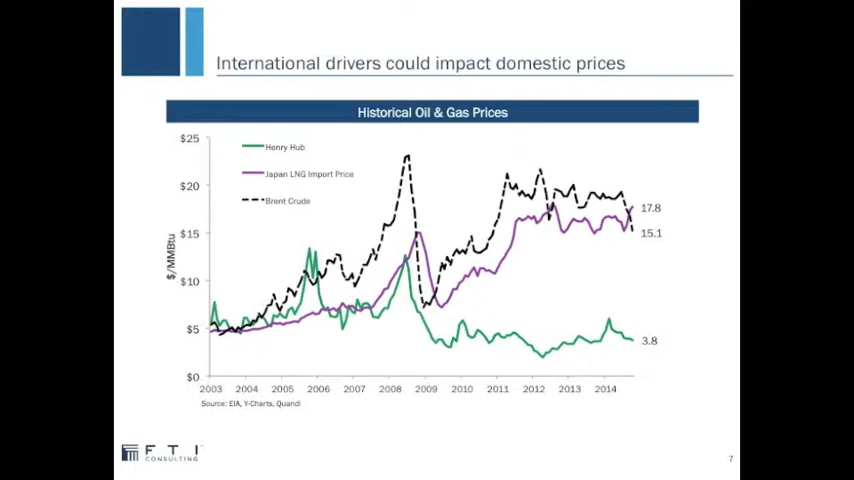 International drivers could impact domestic prices
Historical Oil & Gas Prices
$25
$20
$15
$10
$5
$0
$/MMBtu
Henry Hub
Japan LNG Import Price
Brent Crude
17.8
15.1
3.8
2003 2004 2005 2006 2007 2008 2009 2010 2011 2012 2013 2014
Source: EIA, Y-Charts, Quandl
F T I
CONSULTING
7